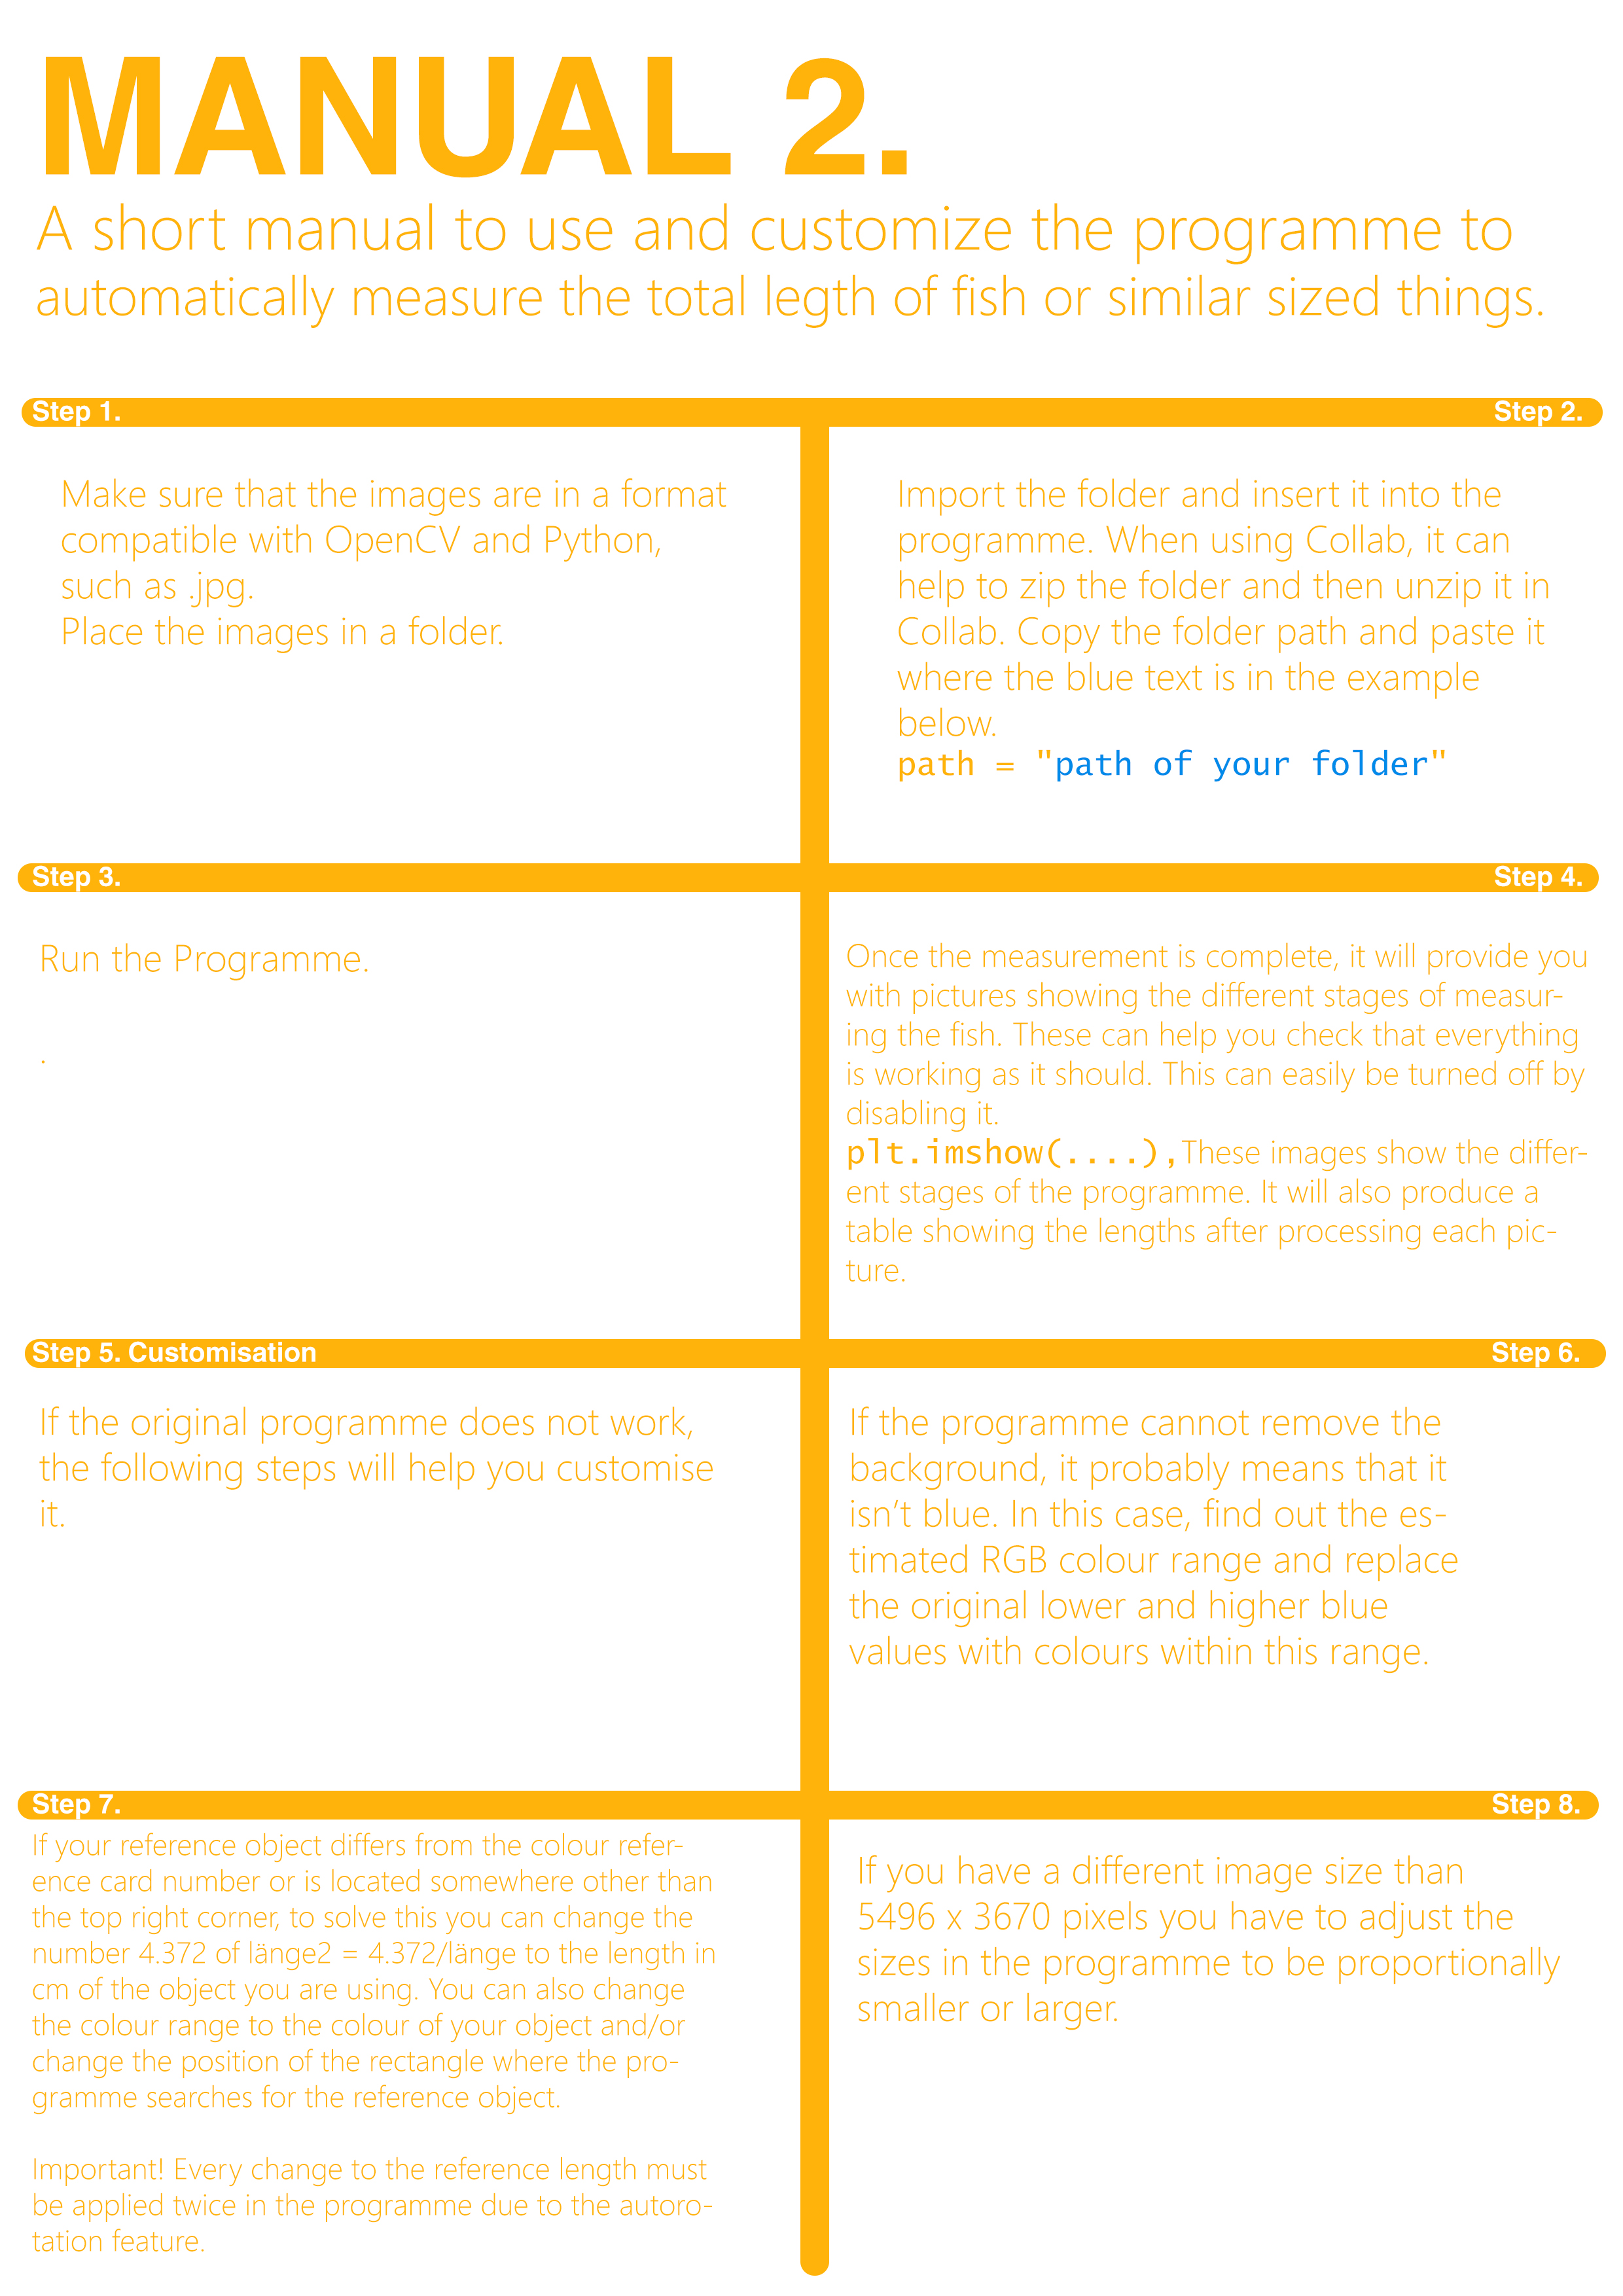 MANUAL 2.
A short manual to use and customize the programme to
automatically measure the total legth of fish or similar sized things.
Step 1.
Make sure that the images are in a format
compatible with OpenCV and Python,
such as .jpg.
Place the images in a folder.
Step 2.
Import the folder and insert it into the
programme. When using Collab, it can
help to zip the folder and then unzip it in
Collab. Copy the folder path and paste it
where the blue text is in the example
below.
path = "path of your folder"
Step 3.
Run the Programme.
.
Step 4.
Once the measurement is complete, it will provide you
with pictures showing the different stages of measur-
ing the fish. These can help you check that everything
is working as it should. This can easily be turned off by
disabling it.
plt.imshow(....),These images show the differ-
ent stages of the programme. It will also produce a
table showing the lengths after processing each pic-
ture.
Step 5. Customisation
If the original programme does not work,
the following steps will help you customise
it.
Step 6.
If the programme cannot remove the
background, it probably means that it
isn’t blue. In this case, find out the es-
timated RGB colour range and replace
the original lower and higher blue
values with colours within this range.
Step 7.
If your reference object differs from the colour refer-
ence card number or is located somewhere other than
the top right corner, to solve this you can change the
number 4.372 of länge2 = 4.372/länge to the length in
cm of the object you are using. You can also change
the colour range to the colour of your object and/or
change the position of the rectangle where the pro-
gramme searches for the reference object.
Important! Every change to the reference length must
be applied twice in the programme due to the autoro-
tation feature.
Step 8.
If you have a different image size than
5496 x 3670 pixels you have to adjust the
sizes in the programme to be proportionally
smaller or larger.